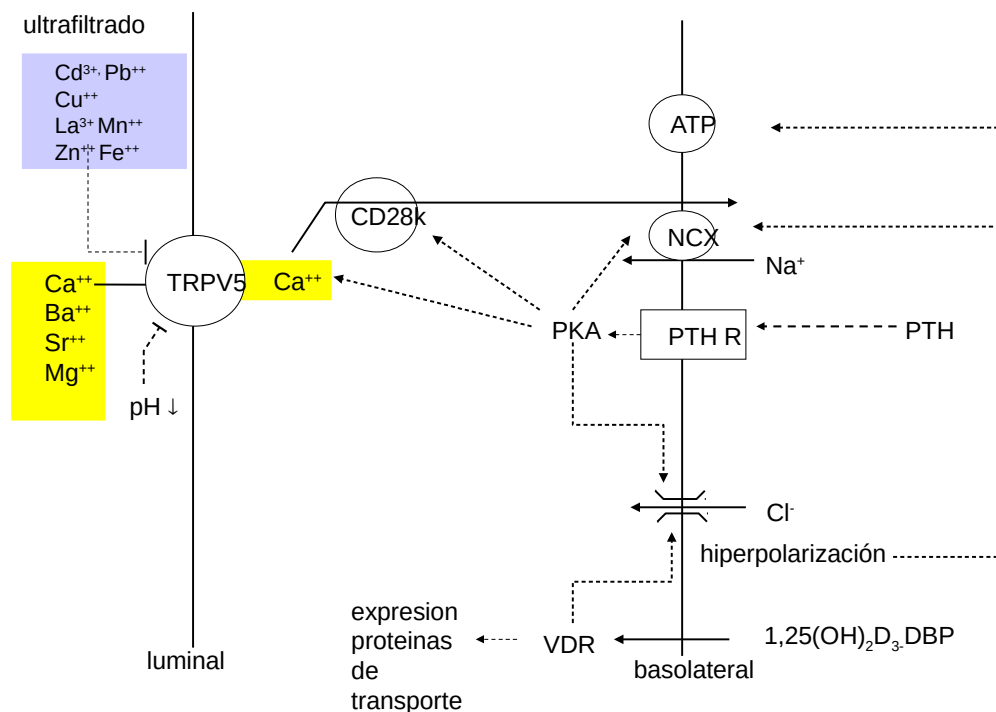 ultrafiltrado
Cd³⁺, Pb⁺⁺
Cu⁺⁺
La³⁺ Mn⁺⁺
Zn⁺⁺ Fe⁺⁺
ATP
CD28k
NCX
Na⁺
TRPV5
Ca⁺⁺
Ca⁺⁺
Ba⁺⁺
Sr⁺⁺
Mg⁺⁺
PKA
PTH R
PTH
pH ↓
Cl⁻
hiperpolarización
expresion
proteinas
de
transporte
VDR
1,25(OH)₂D₃₋DBP
luminal
basolateral